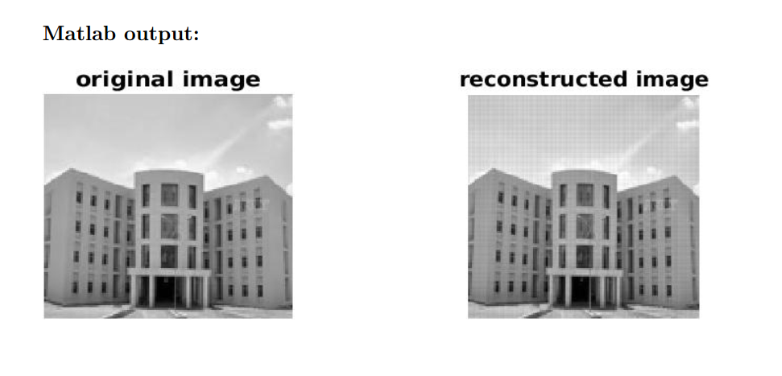 Matlab output:
original image
reconstructed image